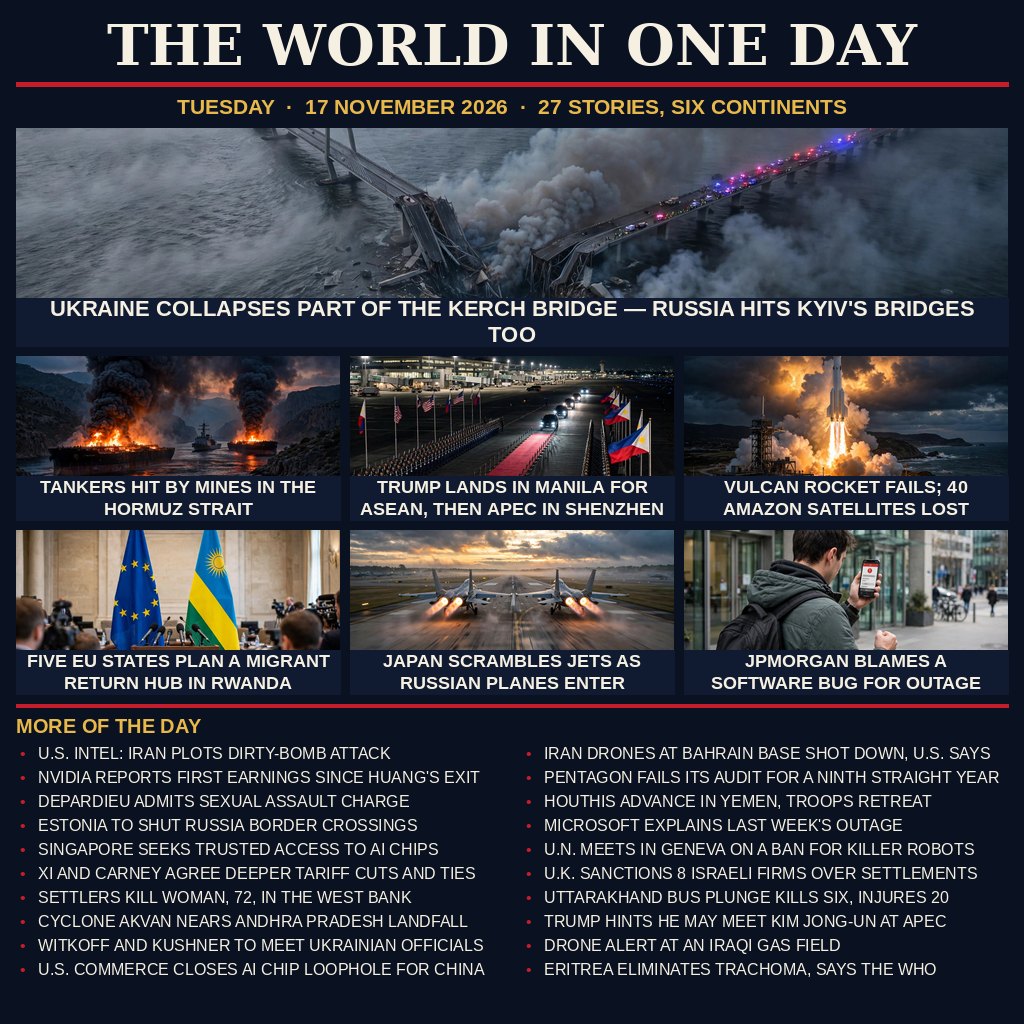 THE WORLD IN ONE DAY
TUESDAY · 17 NOVEMBER 2026 · 27 STORIES, SIX CONTINENTS
UKRAINE COLLAPSES PART OF THE KERCH BRIDGE — RUSSIA HITS KYIV'S BRIDGES
TOO
TANKERS HIT BY MINES IN THE
HORMUZ STRAIT
TRUMP LANDS IN MANILA FOR
ASEAN, THEN APEC IN SHENZHEN
VULCAN ROCKET FAILS; 40
AMAZON SATELLITES LOST
FIVE EU STATES PLAN A MIGRANT
RETURN HUB IN RWANDA
JAPAN SCRAMBLES JETS AS
RUSSIAN PLANES ENTER
JPMORGAN BLAMES A
SOFTWARE BUG FOR OUTAGE
MORE OF THE DAY
• U.S. INTEL: IRAN PLOTS DIRTY-BOMB ATTACK
• NVIDIA REPORTS FIRST EARNINGS SINCE HUANG'S EXIT
• DEPARDIEU ADMITS SEXUAL ASSAULT CHARGE
• ESTONIA TO SHUT RUSSIA BORDER CROSSINGS
• SINGAPORE SEEKS TRUSTED ACCESS TO AI CHIPS
• XI AND CARNEY AGREE DEEPER TARIFF CUTS AND TIES
• SETTLERS KILL WOMAN, 72, IN THE WEST BANK
• CYCLONE AKVAN NEARS ANDHRA PRADESH LANDFALL
• WITKOFF AND KUSHNER TO MEET UKRAINIAN OFFICIALS
• U.S. COMMERCE CLOSES AI CHIP LOOPHOLE FOR CHINA
• IRAN DRONES AT BAHRAIN BASE SHOT DOWN, U.S. SAYS
• PENTAGON FAILS ITS AUDIT FOR A NINTH STRAIGHT YEAR
• HOUTHIS ADVANCE IN YEMEN, TROOPS RETREAT
• MICROSOFT EXPLAINS LAST WEEK'S OUTAGE
• U.N. MEETS IN GENEVA ON A BAN FOR KILLER ROBOTS
• U.K. SANCTIONS 8 ISRAELI FIRMS OVER SETTLEMENTS
• UTTARAKHAND BUS PLUNGE KILLS SIX, INJURES 20
• TRUMP HINTS HE MAY MEET KIM JONG-UN AT APEC
• DRONE ALERT AT AN IRAQI GAS FIELD
• ERITREA ELIMINATES TRACHOMA, SAYS THE WHO